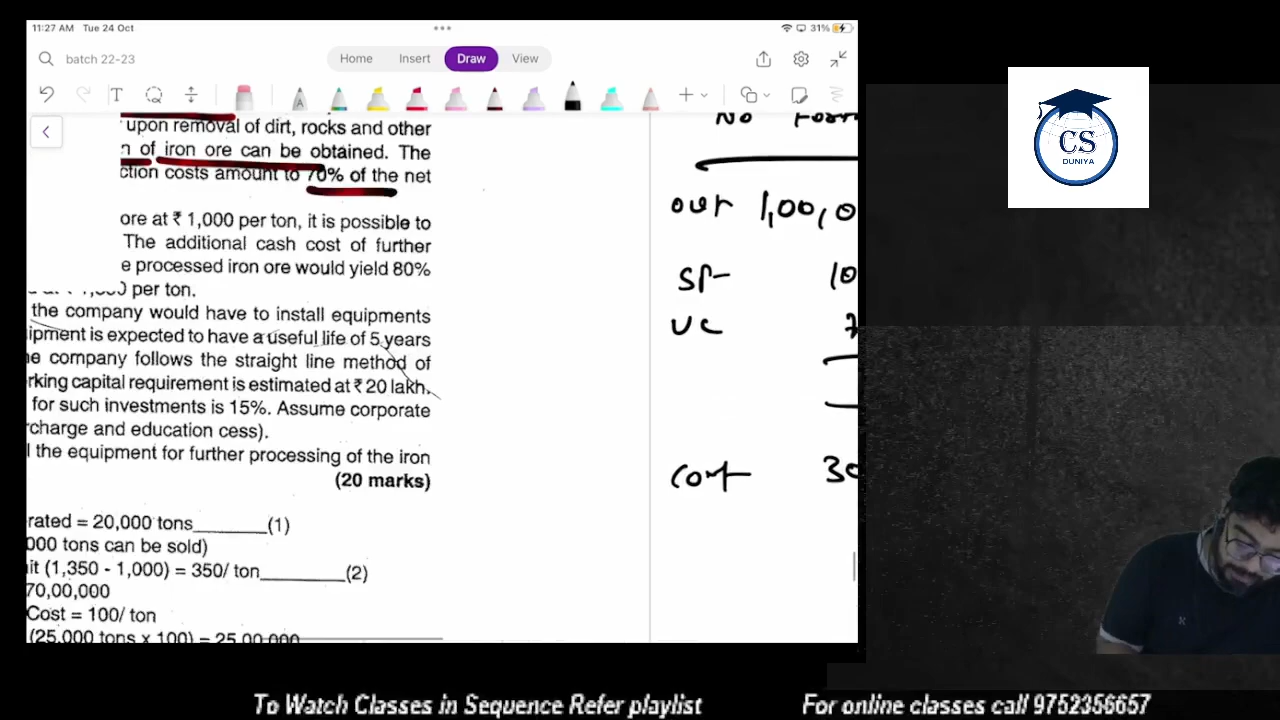 11:27 AM Tue 24 Oct
31%
batch 22-23
Home Insert Draw View
upon removal of dirt, rocks and other
n of iron ore can be obtained. The
ction costs amount to 70% of the net
ore at ₹ 1,000 per ton, it is possible to
The additional cash cost of further
e processed iron ore would yield 80%
per ton.
the company would have to install equipments
ipment is expected to have a useful life of 5 years
e company follows the straight line method of
rking capital requirement is estimated at ₹ 20 lakh.
for such investments is 15%. Assume corporate
rcharge and education cess).
l the equipment for further processing of the iron
(20 marks)
rated = 20,000 tons________(1)
000 tons can be sold)
it (1,350 - 1,000) = 350/ ton_________(2)
70,00,000
Cost = 100/ ton
(25,000 tons x 100) = 25,00,000
No
our 1,00,0
SP 10
VC 7
Cost 30
CS
DUNIYA
To Watch Classes in Sequence Refer playlist
For online classes call 9752356657